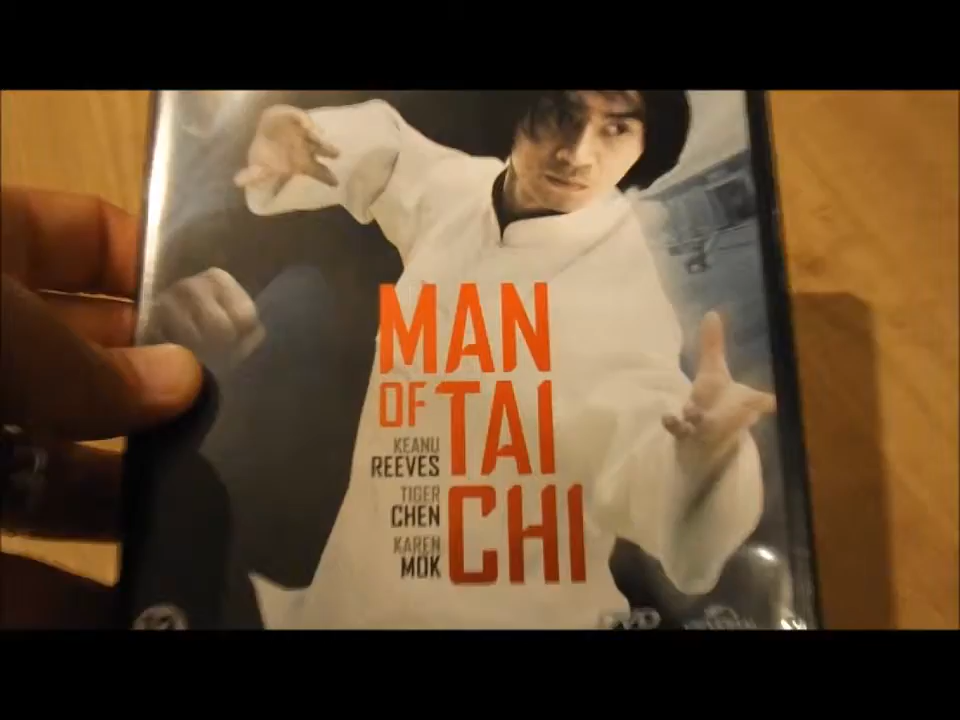 MAN
OF TAI
CHI
KEANU
REEVES
TIGER
CHEN
KAREN
MOK
DVD